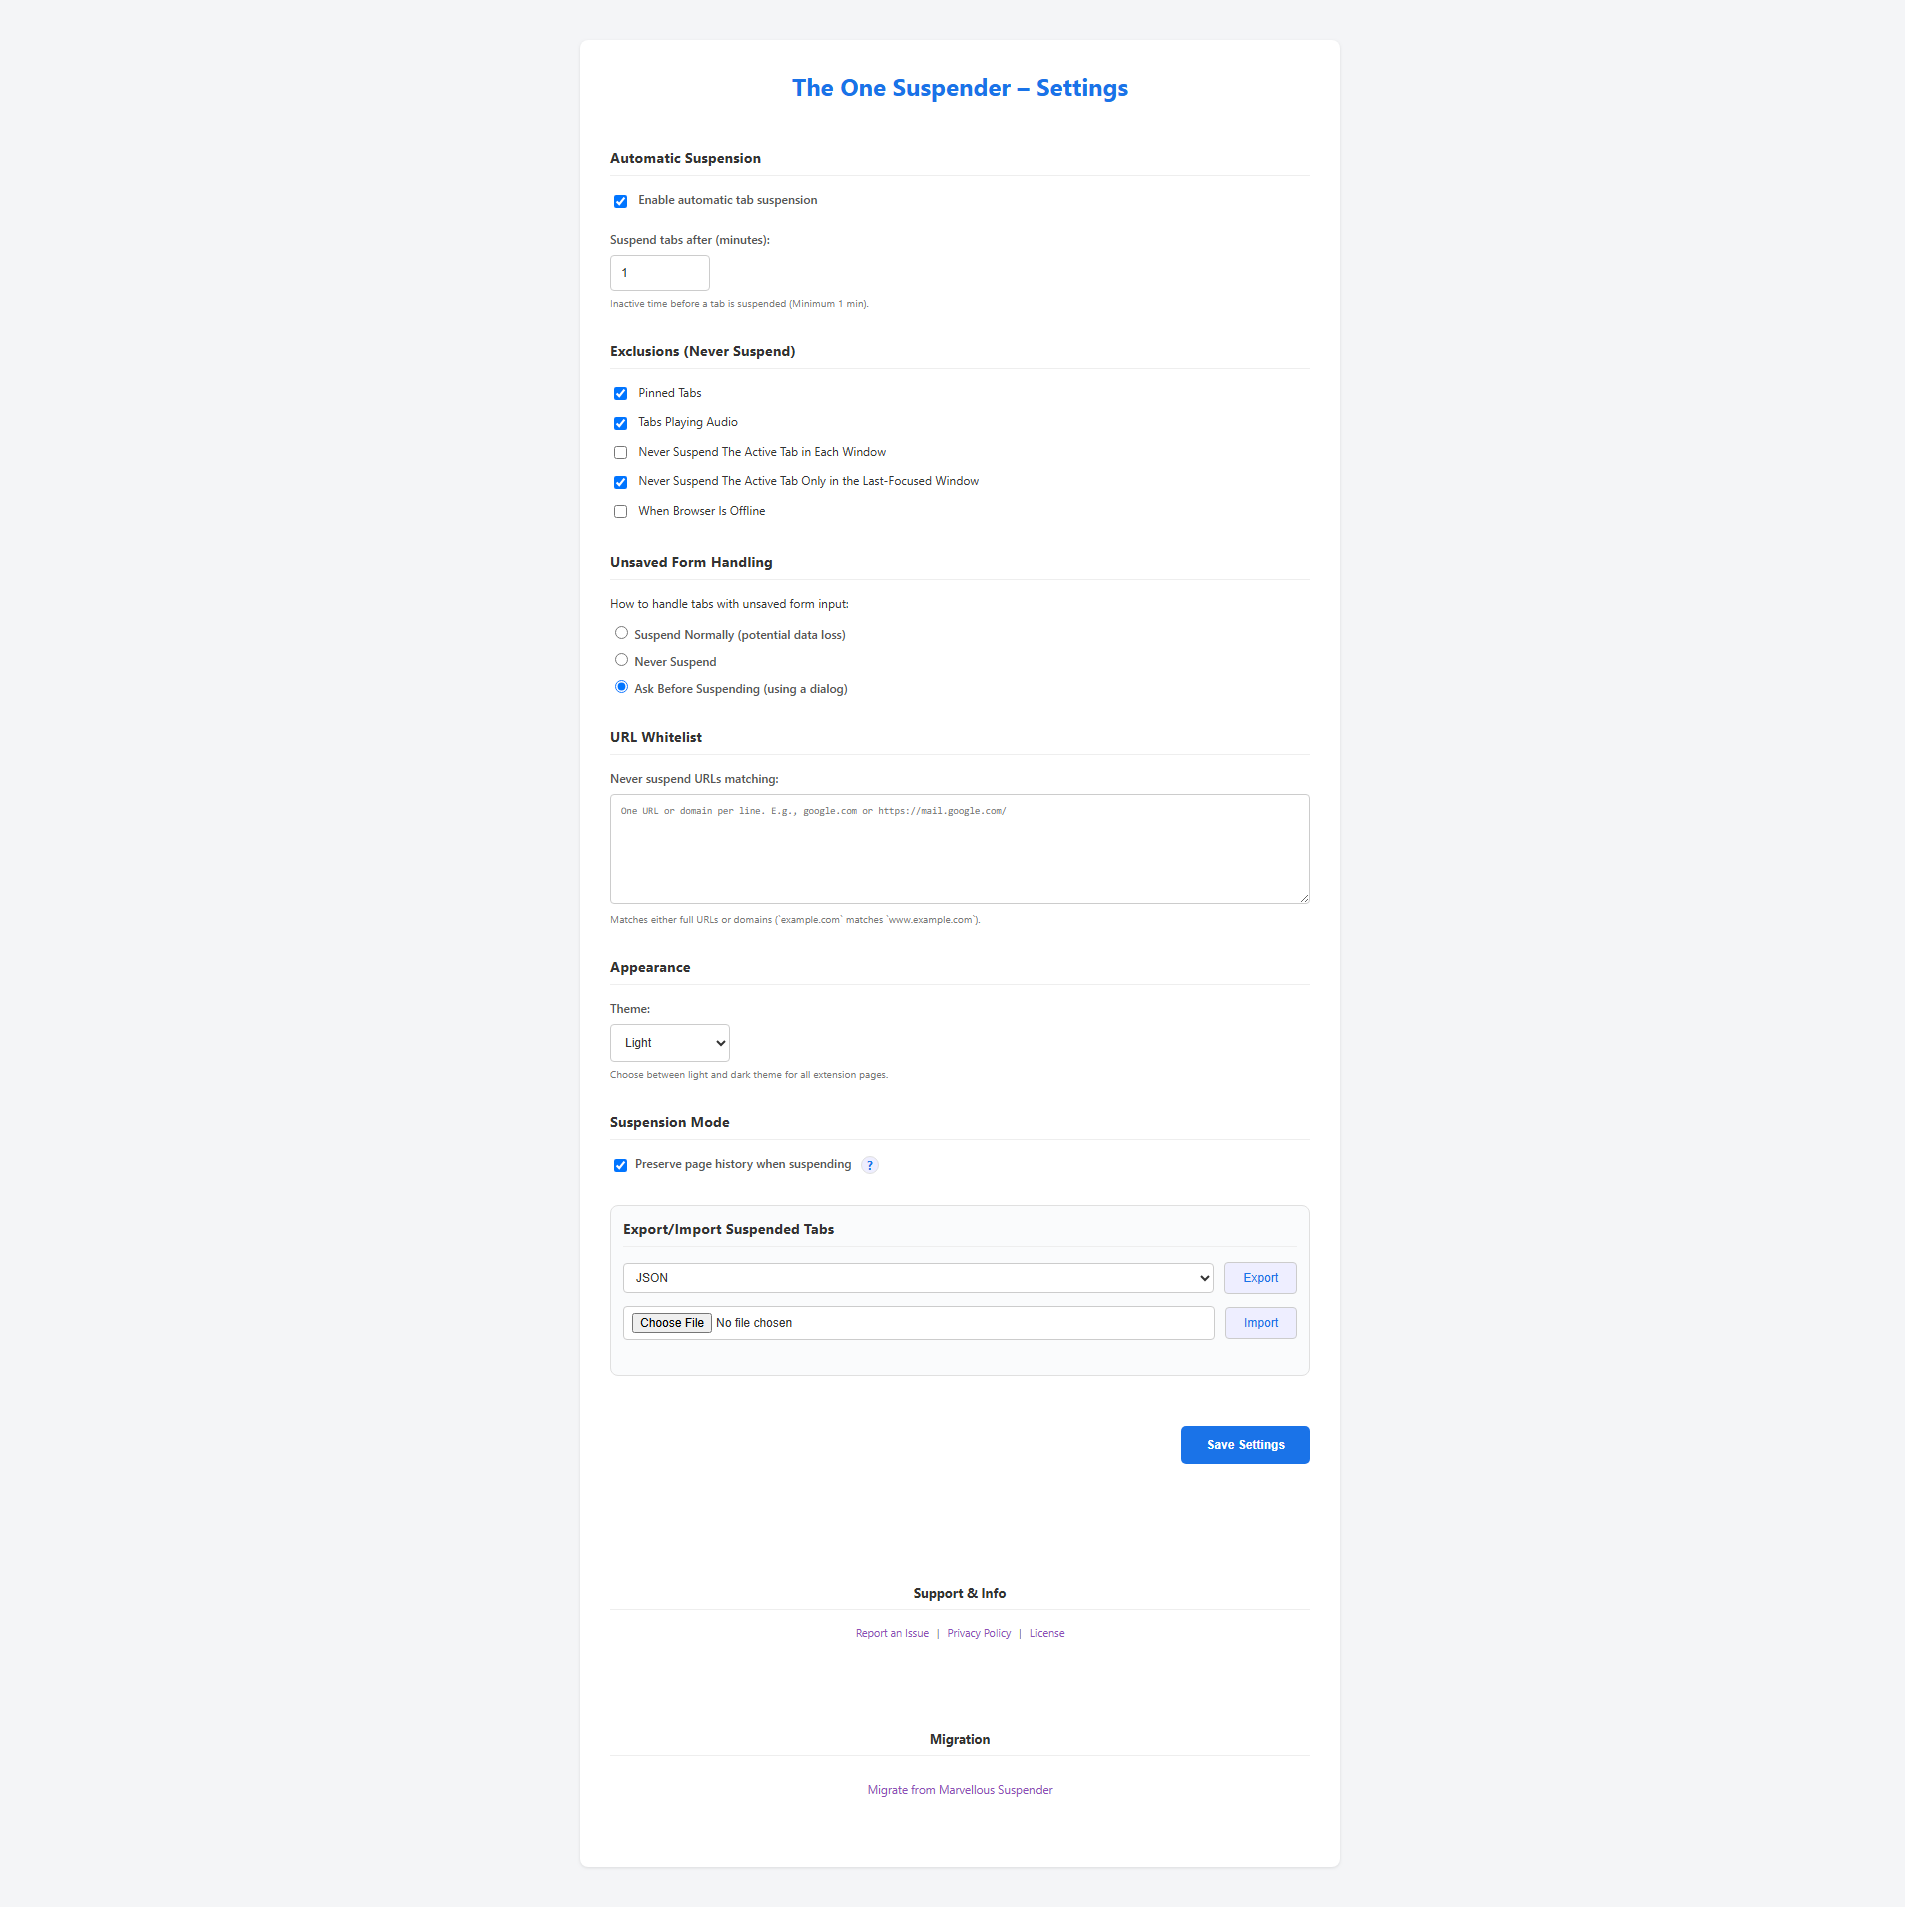 The One Suspender – Settings
Automatic Suspension
Enable automatic tab suspension
Suspend tabs after (minutes):
1
Inactive time before a tab is suspended (Minimum 1 min).
Exclusions (Never Suspend)
Pinned Tabs
Tabs Playing Audio
Never Suspend The Active Tab in Each Window
Never Suspend The Active Tab Only in the Last-Focused Window
When Browser Is Offline
Unsaved Form Handling
How to handle tabs with unsaved form input:
Suspend Normally (potential data loss)
Never Suspend
Ask Before Suspending (using a dialog)
URL Whitelist
Never suspend URLs matching:
One URL or domain per line. E.g., google.com or https://mail.google.com/
Matches either full URLs or domains (`example.com` matches `www.example.com`).
Appearance
Theme:
Light
Choose between light and dark theme for all extension pages.
Suspension Mode
Preserve page history when suspending ?
Export/Import Suspended Tabs
JSON Export
Choose File No file chosen Import
Save Settings
Support & Info
Report an Issue | Privacy Policy | License
Migration
Migrate from Marvellous Suspender